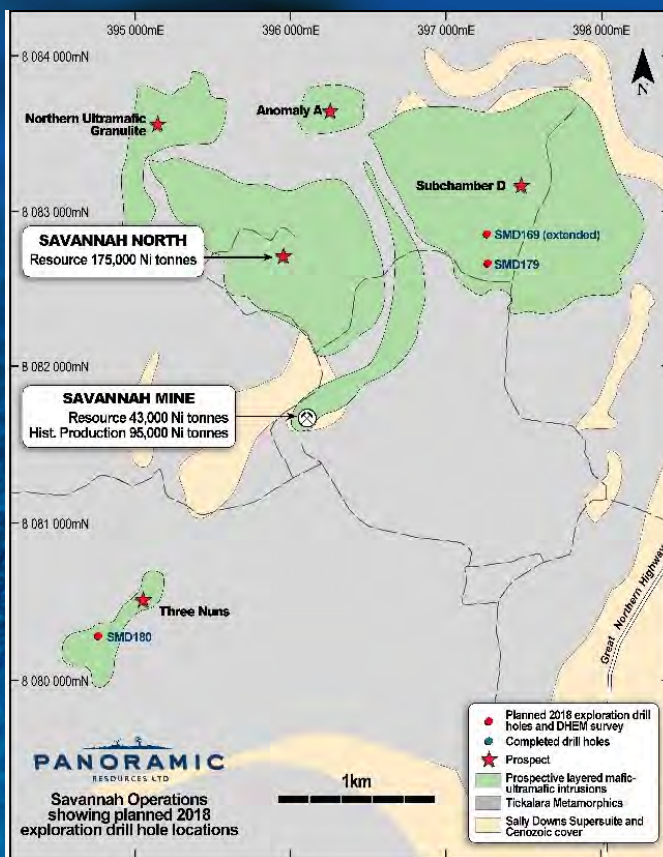 395 000mE
396 000mE
397 000mE
398 000mE
8 084 000mN
N
Northern Ultramafic
Granulite
Anomaly A
Subchamber D
8 083 000mN
SMD169 (extended)
SMD179
SAVANNAH NORTH
Resource 175,000 Ni tonnes
8 082 000mN
SAVANNAH MINE
Resource 43,000 Ni tonnes
Hist. Production 95,000 Ni tonnes
8 081 000mN
Great Northern Highway
Three Nuns
SMD180
8 080 000mN
PANORAMIC
RESOURCES LTD
Savannah Operations
showing planned 2018
exploration drill hole locations
1km
Planned 2018 exploration drill
holes and DHEM survey
Completed drill holes
Prospect
Prospective layered mafic-
ultramafic intrusions
Tickalara Metamorphics
Sally Downs Supersuite and
Cenozoic cover